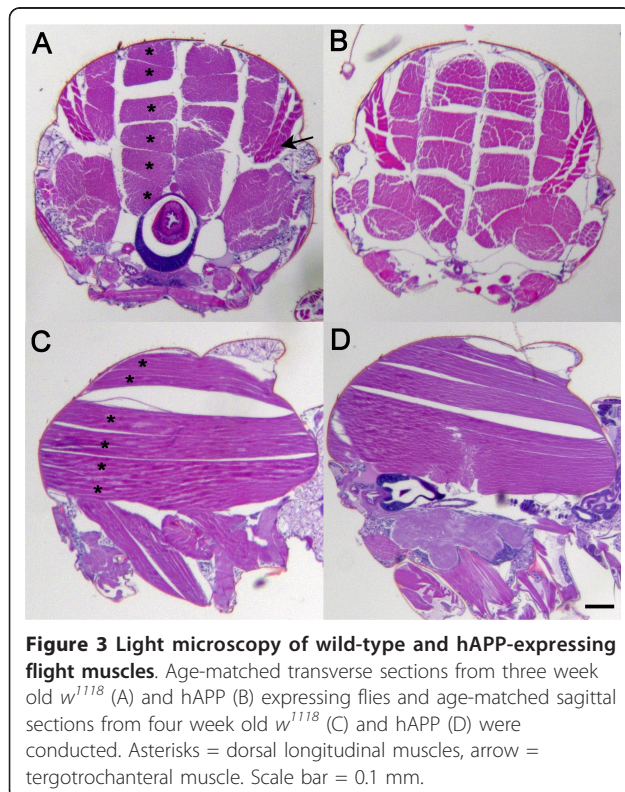 A
B
C
D
Figure 3 Light microscopy of wild-type and hAPP-expressing
flight muscles. Age-matched transverse sections from three week
old w1118 (A) and hAPP (B) expressing flies and age-matched sagittal
sections from four week old w1118 (C) and hAPP (D) were
conducted. Asterisks = dorsal longitudinal muscles, arrow =
tergotrochanteral muscle. Scale bar = 0.1 mm.